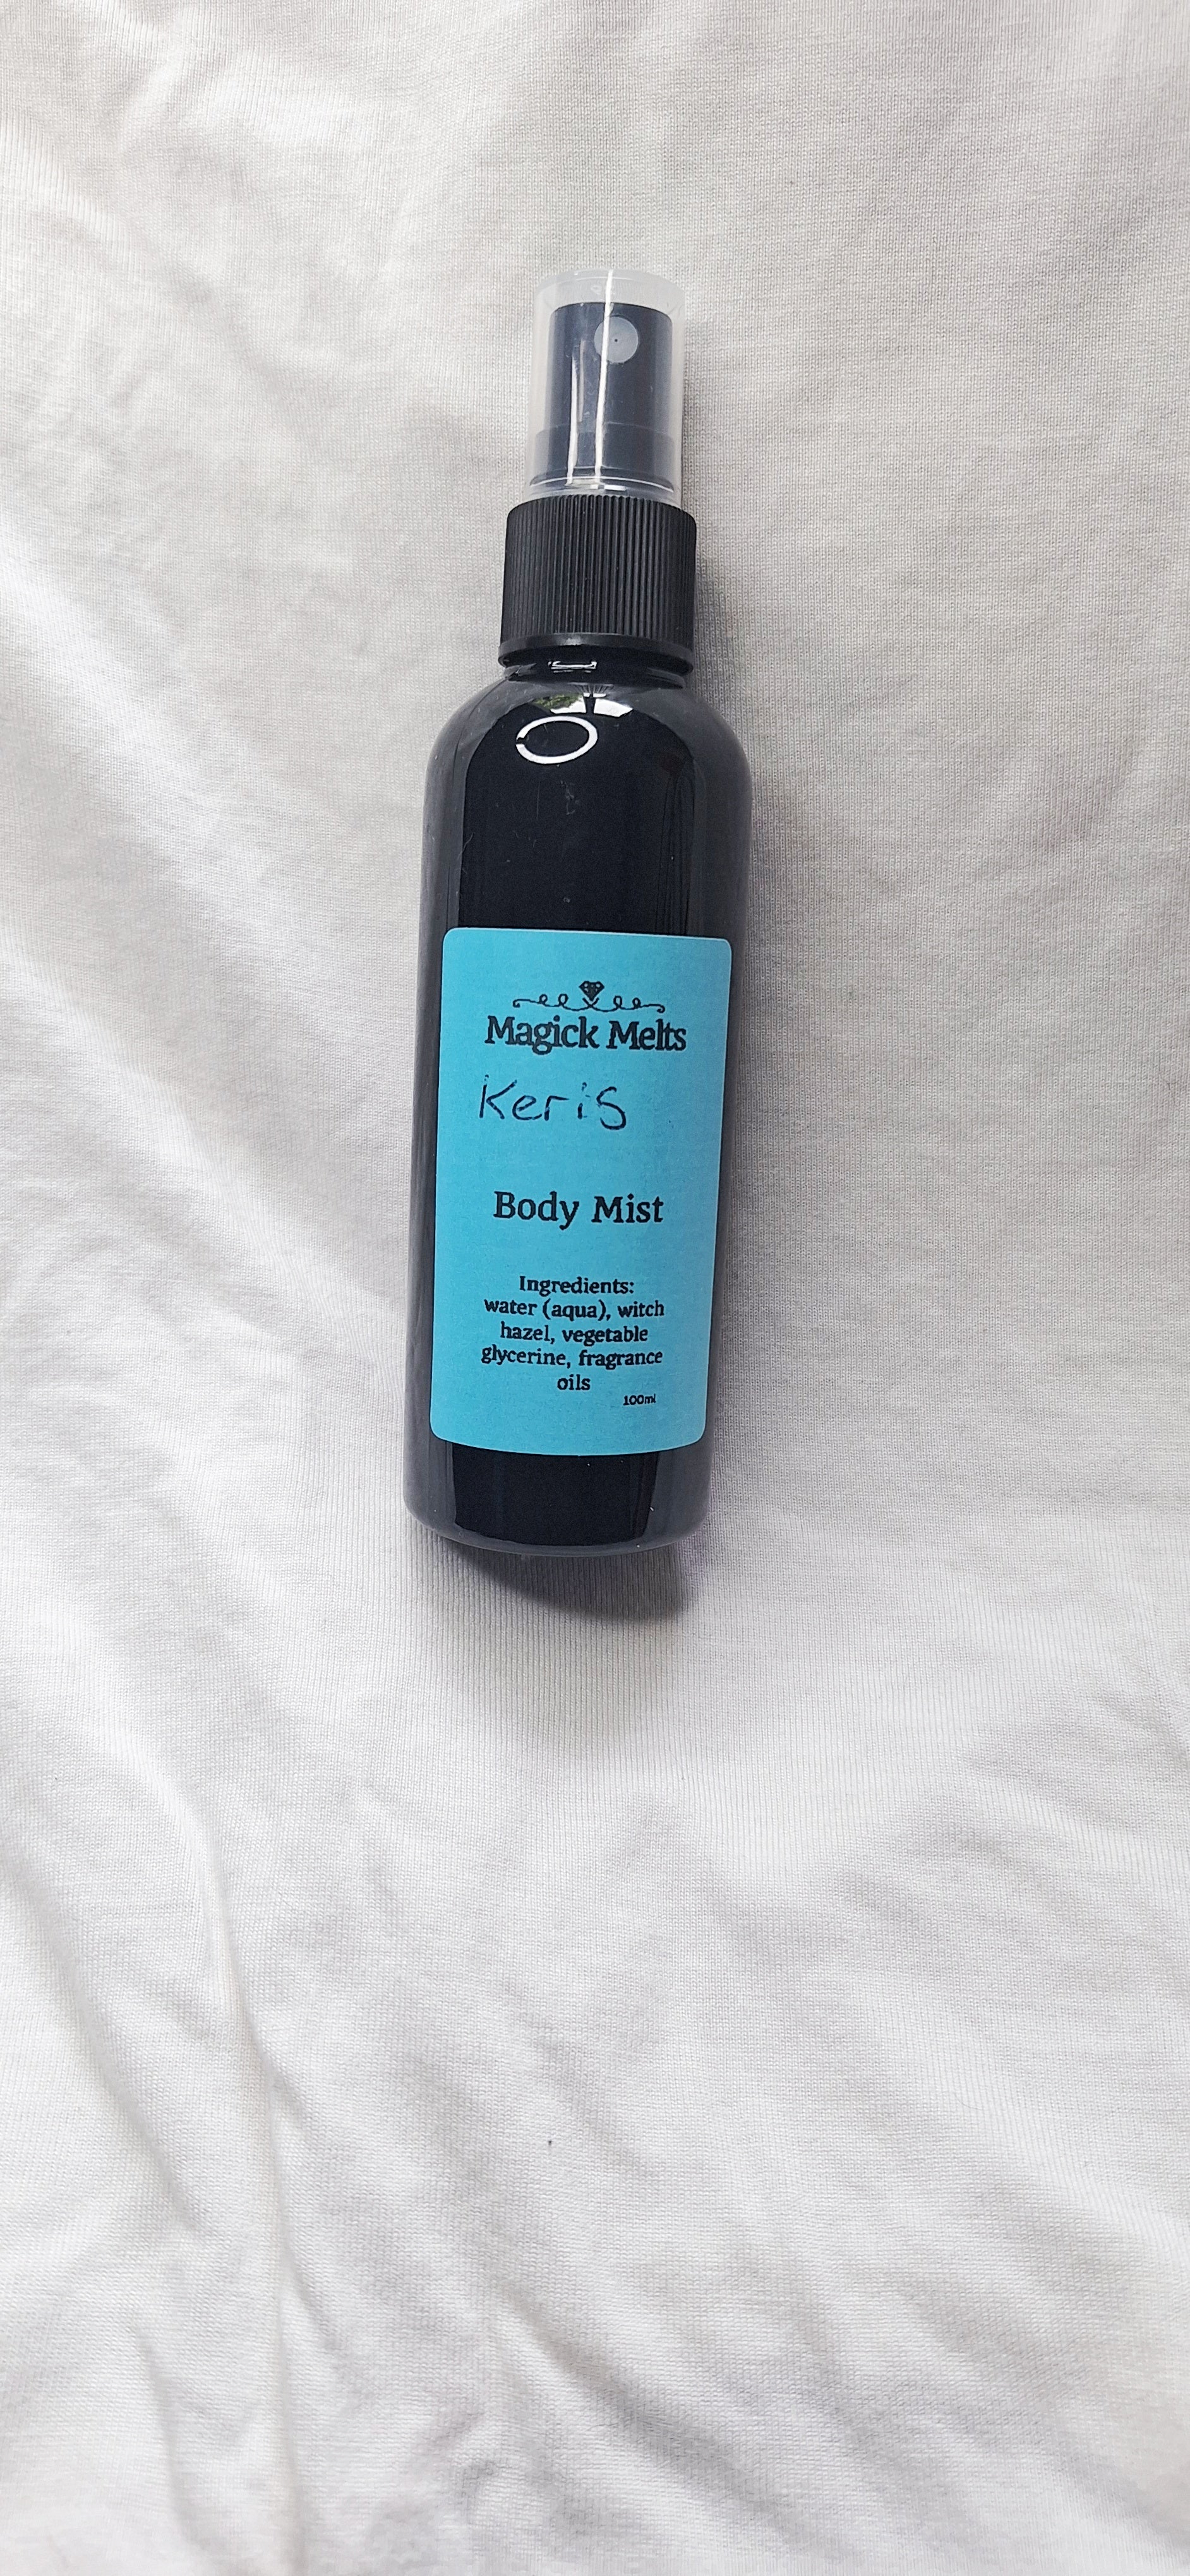 Magick Melts
Keris
Body Mist
Ingredients:
water (aqua), witch
hazel, vegetable
glycerine, fragrance
oils
100ml